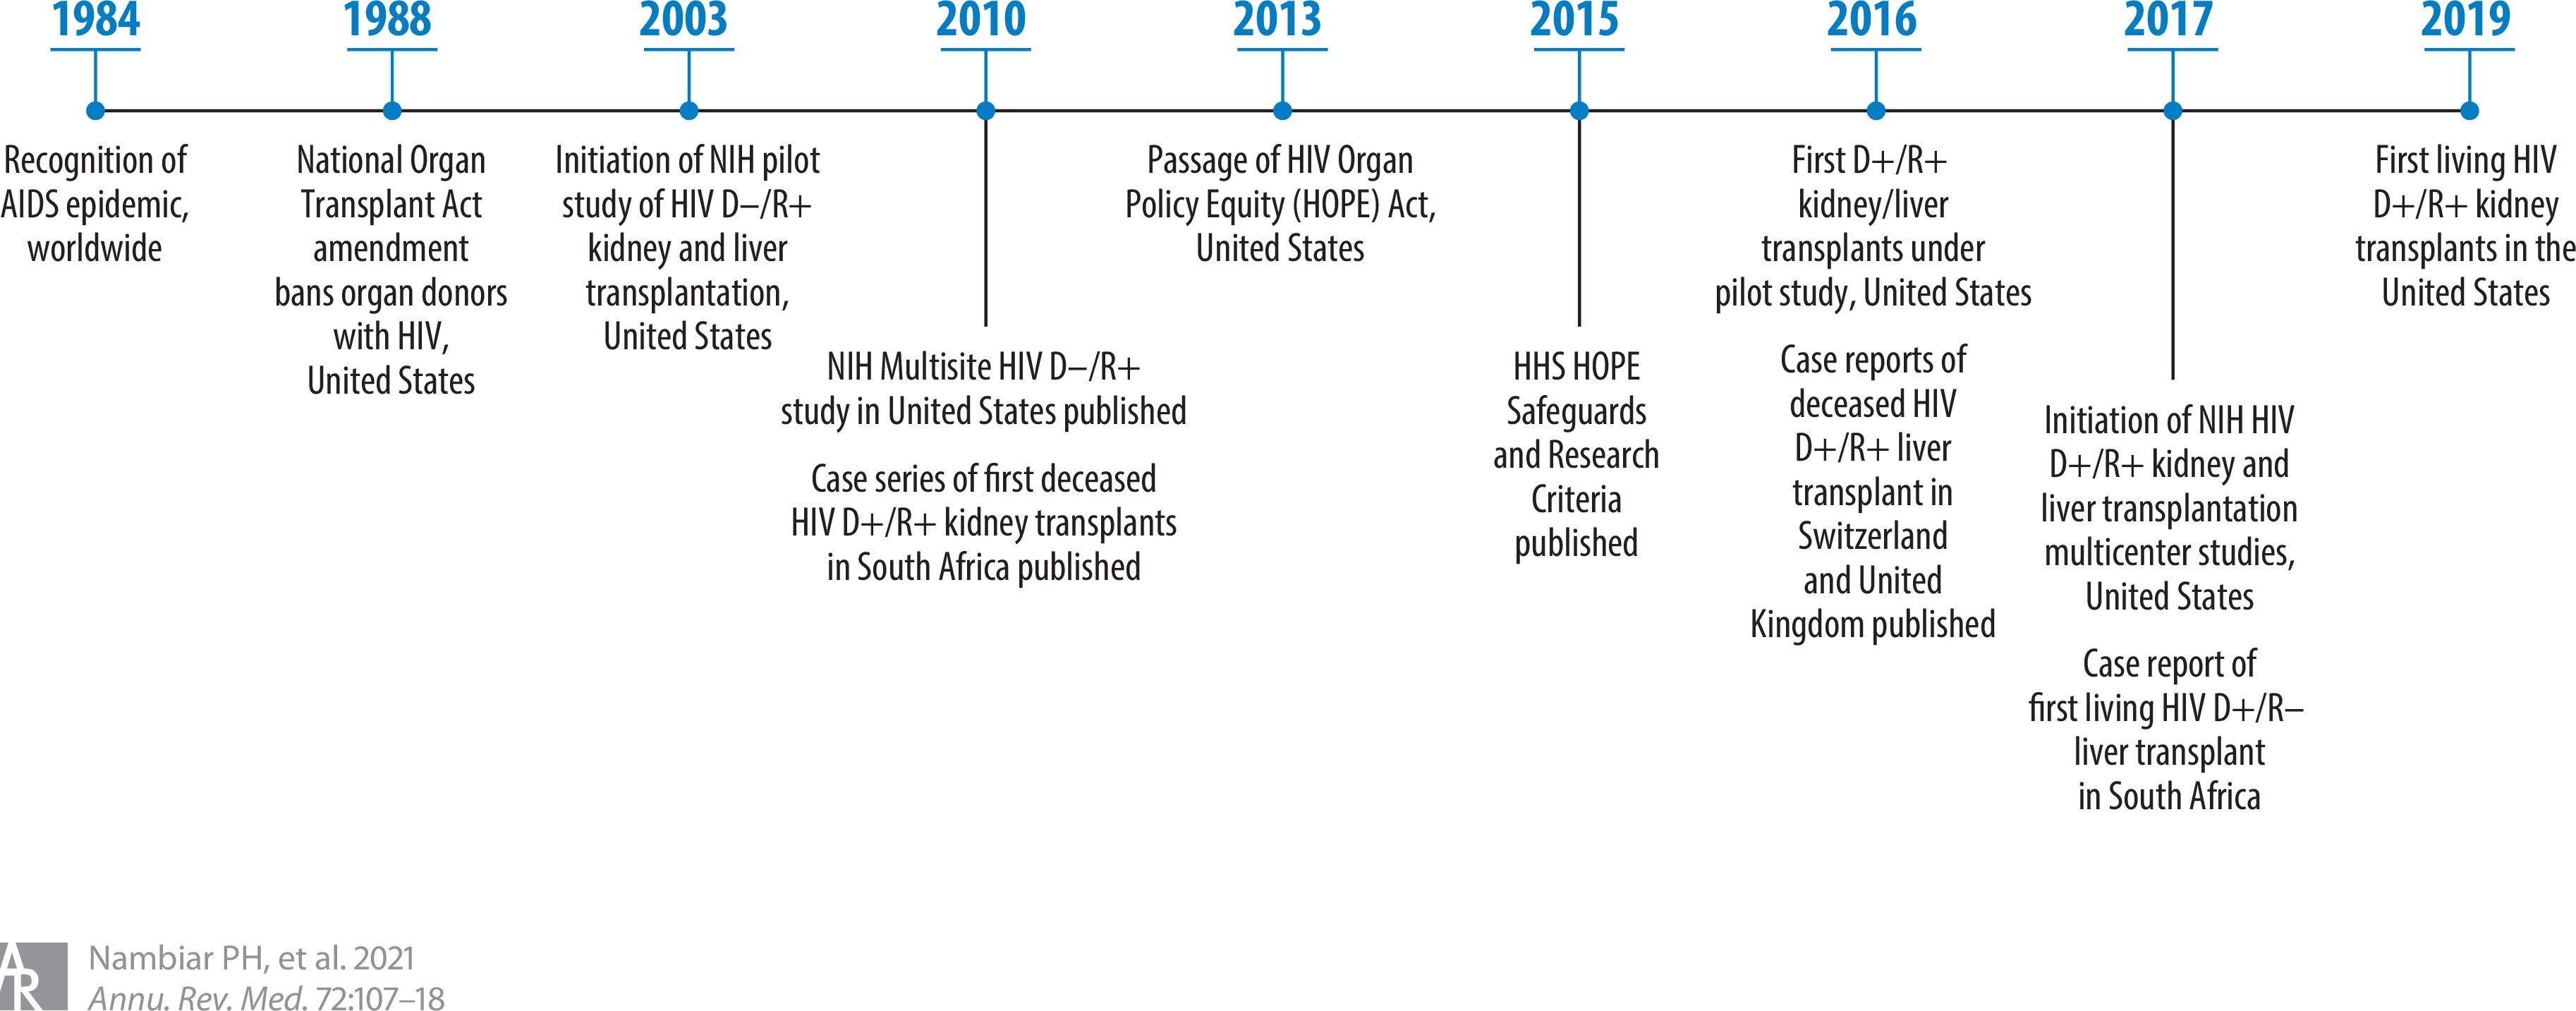 1984
Recognition of
AIDS epidemic,
worldwide
1988
National Organ
Transplant Act
amendment
bans organ donors
with HIV,
United States
2003
Initiation of NIH pilot
study of HIV D–/R+
kidney and liver
transplantation,
United States
2010
NIH Multisite HIV D–/R+
study in United States published
Case series of first deceased
HIV D+/R+ kidney transplants
in South Africa published
2013
Passage of HIV Organ
Policy Equity (HOPE) Act,
United States
2015
HHS HOPE
Safeguards
and Research
Criteria
published
2016
First D+/R+
kidney/liver
transplants under
pilot study, United States
Case reports of
deceased HIV
D+/R+ liver
transplant in
Switzerland
and United
Kingdom published
2017
Initiation of NIH HIV
D+/R+ kidney and
liver transplantation
multicenter studies,
United States
Case report of
first living HIV D+/R–
liver transplant
in South Africa
2019
First living HIV
D+/R+ kidney
transplants in the
United States
AR
Nambiar PH, et al. 2021
Annu. Rev. Med. 72:107–18